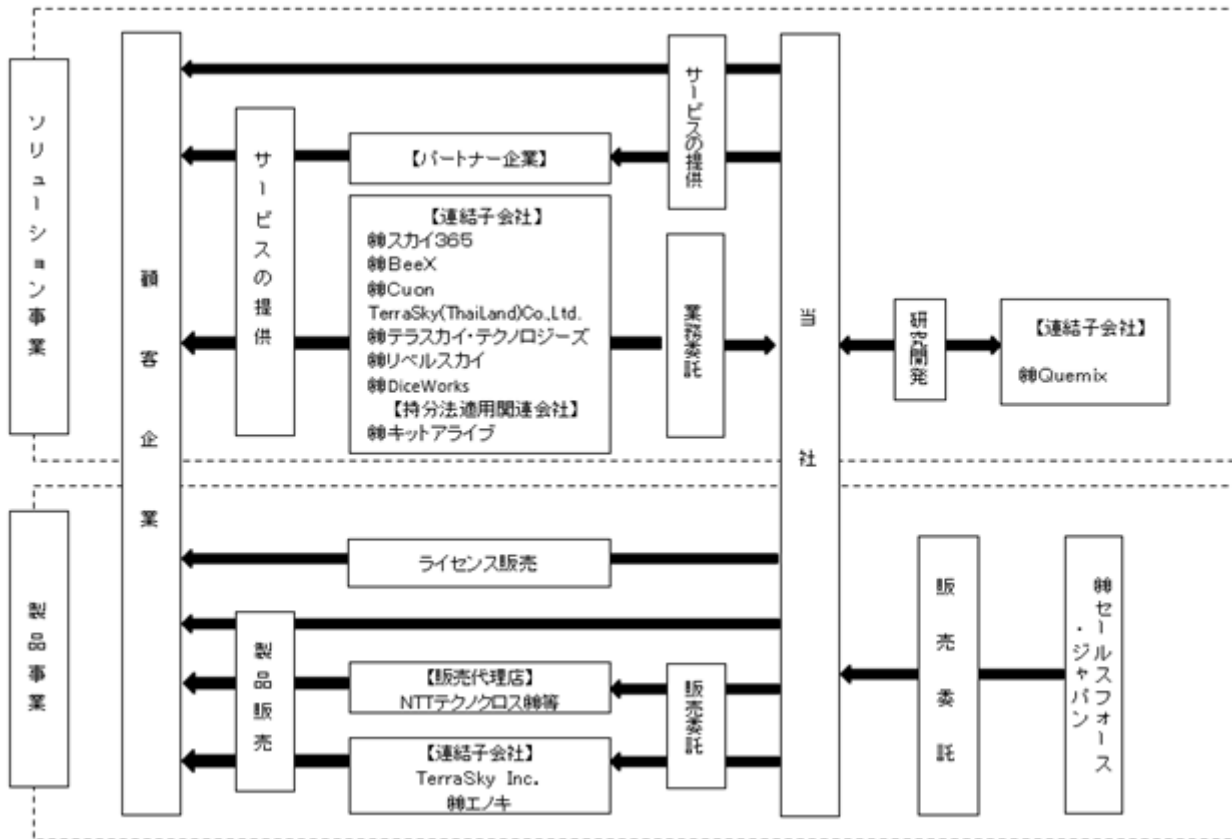 ソリューション事業
顧客企業
サービスの提供
サービスの提供
【パートナー企業】
【連結子会社】
㈱スカイ365
㈱BeeX
㈱Cuon
TerraSky(ThaiLand)Co.,Ltd.
㈱テラスカイ・テクノロジーズ
㈱リベルスカイ
㈱DiceWorks
【持分法適用関連会社】
㈱キットアライブ
業務委託
当社
研究開発
【連結子会社】
㈱Quemix
製品事業
ライセンス販売
製品販売
【販売代理店】
NTTテクノクロス㈱等
【連結子会社】
TerraSky Inc.
㈱エノキ
販売委託
販売委託
㈱セールスフォース
・ジャパン